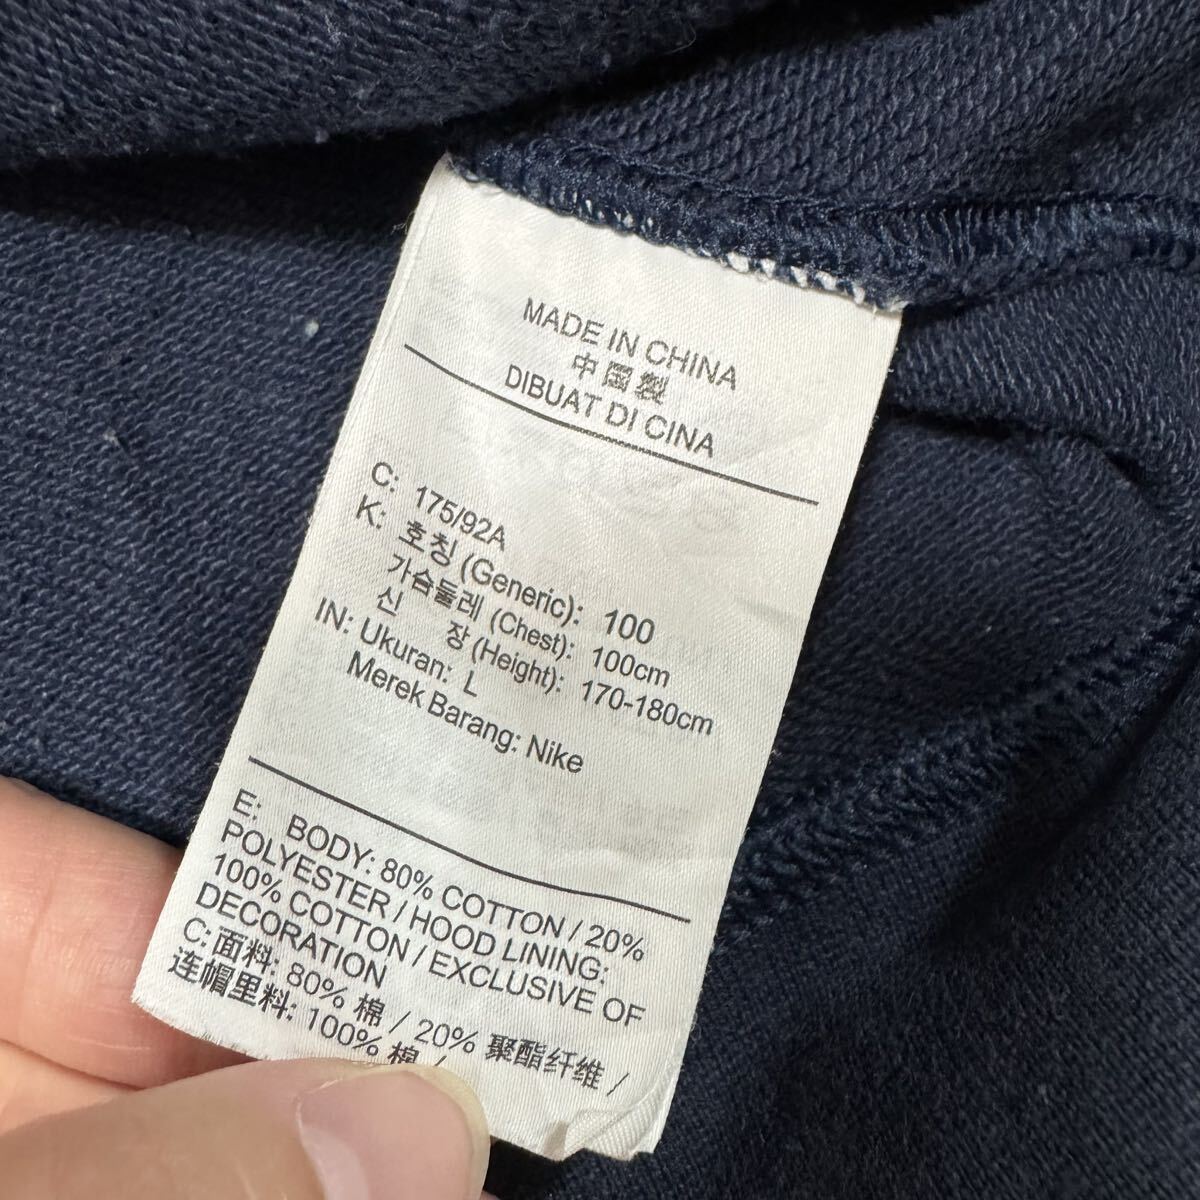 MADE IN CHINA
中国製
DIBUAT DI CINA
C: 175/92A
K: 호칭 (Generic): 100
가슴둘레 (Chest): 100cm
신 장 (Height): 170-180cm
IN: Ukuran: L
Merek Barang: Nike
E: BODY: 80% COTTON / 20%
POLYESTER / HOOD LINING:
100% COTTON / EXCLUSIVE OF
DECORATION
C: 面料: 80% 棉 / 20% 聚酯纤维 /
连帽里料: 100% 棉 /